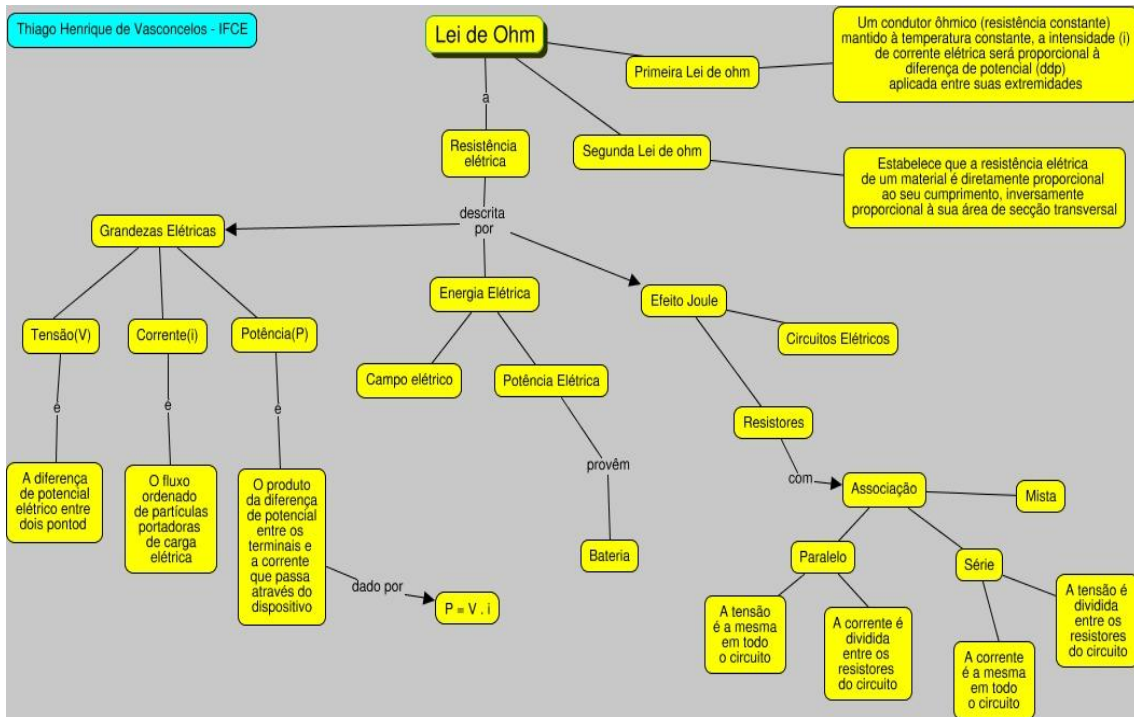 Thiago Henrique de Vasconcelos - IFCE
Lei de Ohm
Um condutor ôhmico (resistência constante)
mantido à temperatura constante, a intensidade (i)
de corrente elétrica será proporcional à
diferença de potencial (ddp)
aplicada entre suas extremidades
Primeira Lei de ohm
a
Resistência
elétrica
Segunda Lei de ohm
Estabelece que a resistência elétrica
de um material é diretamente proporcional
ao seu cumprimento, inversamente
proporcional à sua área de secção transversal
descrita
por
Grandezas Elétricas
Energia Elétrica
Efeito Joule
Tensão(V)
Corrente(i)
Potência(P)
Circuitos Elétricos
Campo elétrico
Potência Elétrica
é
é
é
Resistores
provêm
com
A diferença
de potencial
elétrico entre
dois pontod
O fluxo
ordenado
de partículas
portadoras
de carga
elétrica
O produto
da diferença
de potencial
entre os
terminais e
a corrente
que passa
através do
dispositivo
Associação
Mista
Bateria
Paralelo
Série
dado por
P = V . i
A tensão
é a mesma
em todo
o circuito
A corrente é
dividida
entre os
resistores
do circuito
A corrente
é a mesma
em todo
o circuito
A tensão é
dividida
entre os
resistores
do circuito